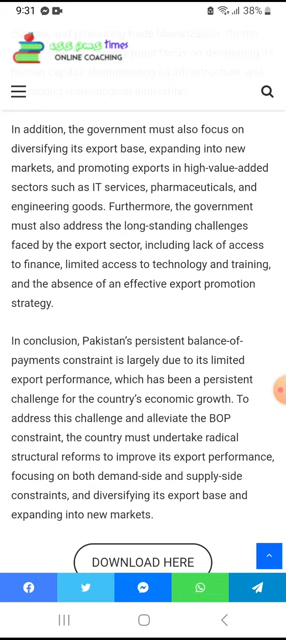 9:31
38%
times
ONLINE COACHING
In addition, the government must also focus on
diversifying its export base, expanding into new
markets, and promoting exports in high-value-added
sectors such as IT services, pharmaceuticals, and
engineering goods. Furthermore, the government
must also address the long-standing challenges
faced by the export sector, including lack of access
to finance, limited access to technology and training,
and the absence of an effective export promotion
strategy.
In conclusion, Pakistan's persistent balance-of-
payments constraint is largely due to its limited
export performance, which has been a persistent
challenge for the country's economic growth. To
address this challenge and alleviate the BOP
constraint, the country must undertake radical
structural reforms to improve its export performance,
focusing on both demand-side and supply-side
constraints, and diversifying its export base and
expanding into new markets.
DOWNLOAD HERE